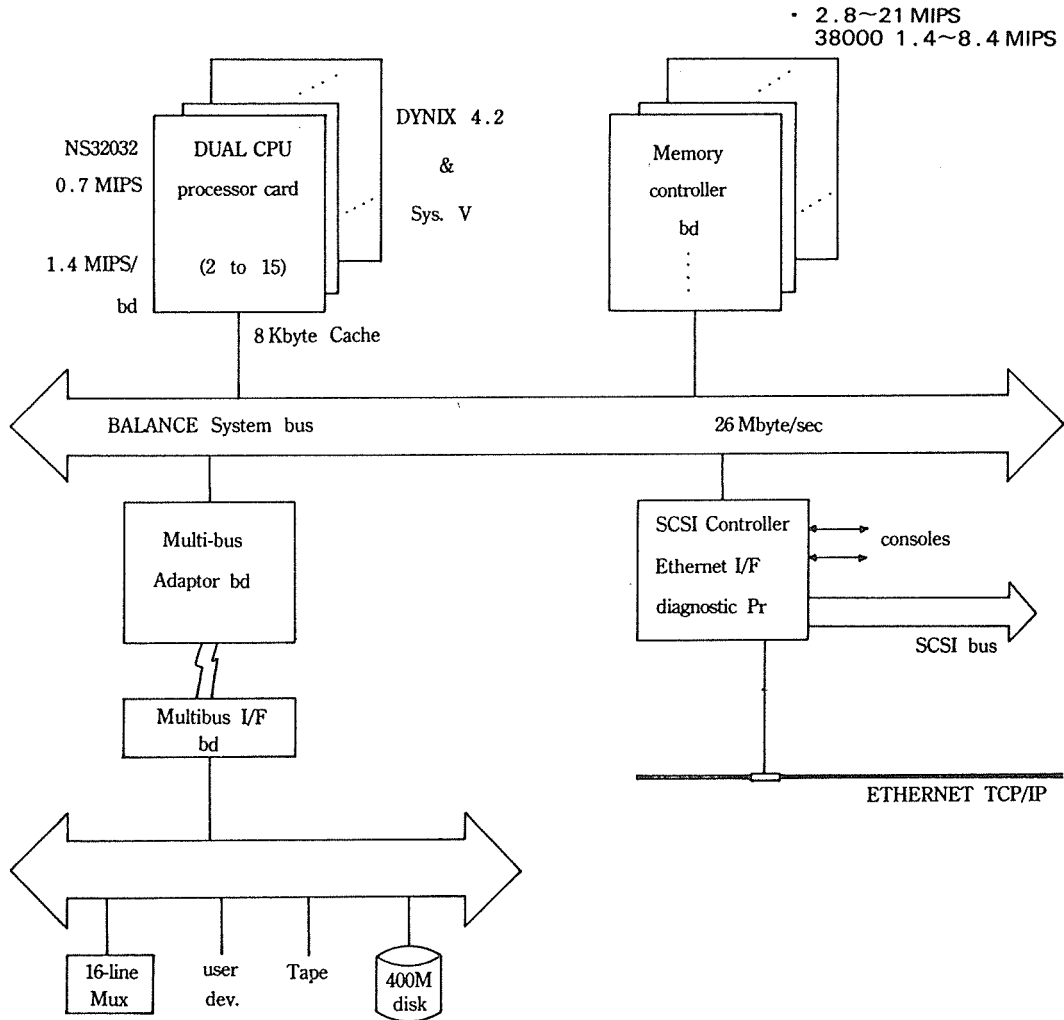 · 2.8~21 MIPS
38000 1.4~8.4 MIPS
NS32032
0.7 MIPS
1.4 MIPS/
bd
DUAL CPU
processor card
(2 to 15)
DYNIX 4.2
&
Sys. V
Memory
controller
bd
8 Kbyte Cache
BALANCE System bus
26 Mbyte/sec
Multi-bus
Adaptor bd
SCSI Controller
Ethernet I/F
diagnostic Pr
consoles
SCSI bus
Multibus I/F
bd
ETHERNET TCP/IP
16-line
Mux
user
dev.
Tape
400M
disk